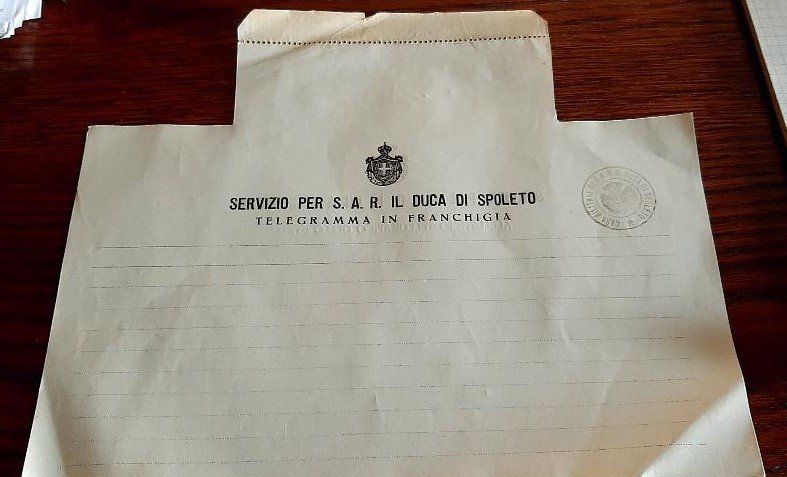 SERVIZIO PER S. A. R. IL DUCA DI SPOLETO
TELEGRAMMA IN FRANCHIGIA